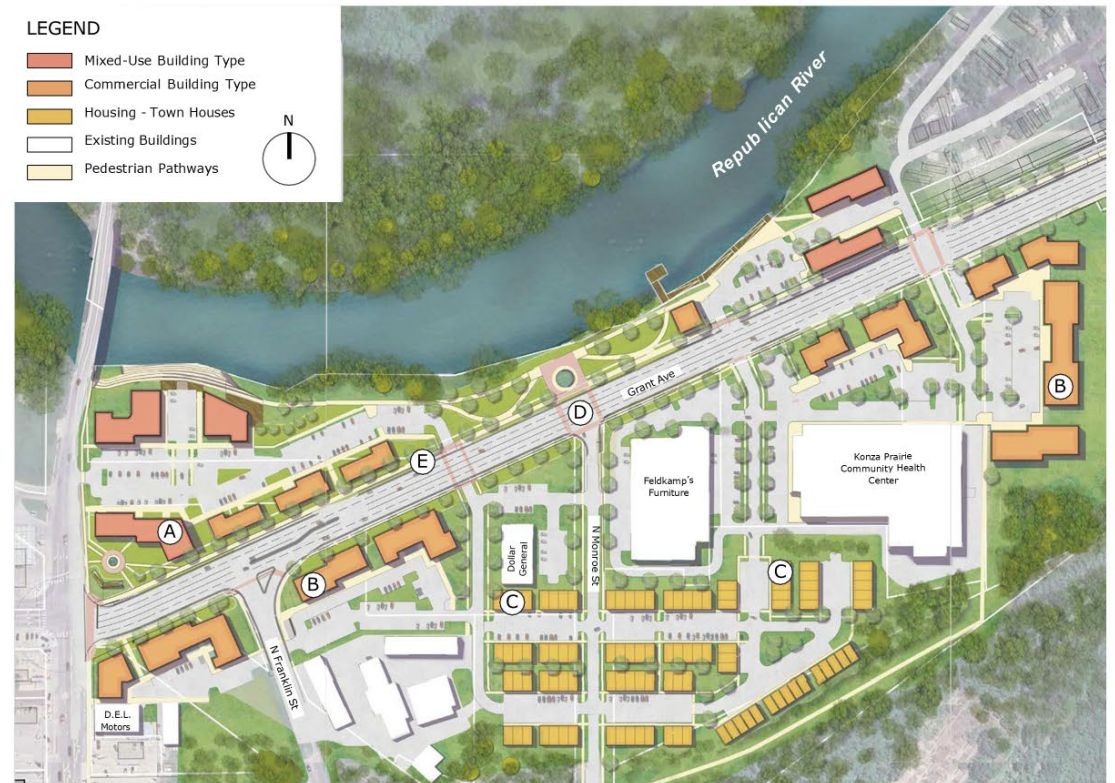 LEGEND
Mixed-Use Building Type
Commercial Building Type
Housing - Town Houses
Existing Buildings
Pedestrian Pathways
N
Republican River
Grant Ave
B
D
E
Feldkamp's
Furniture
Konza Prairie
Community Health
Center
A
N Monroe St
Dollar
General
B
C
C
N Franklin St
D.E.L.
Motors